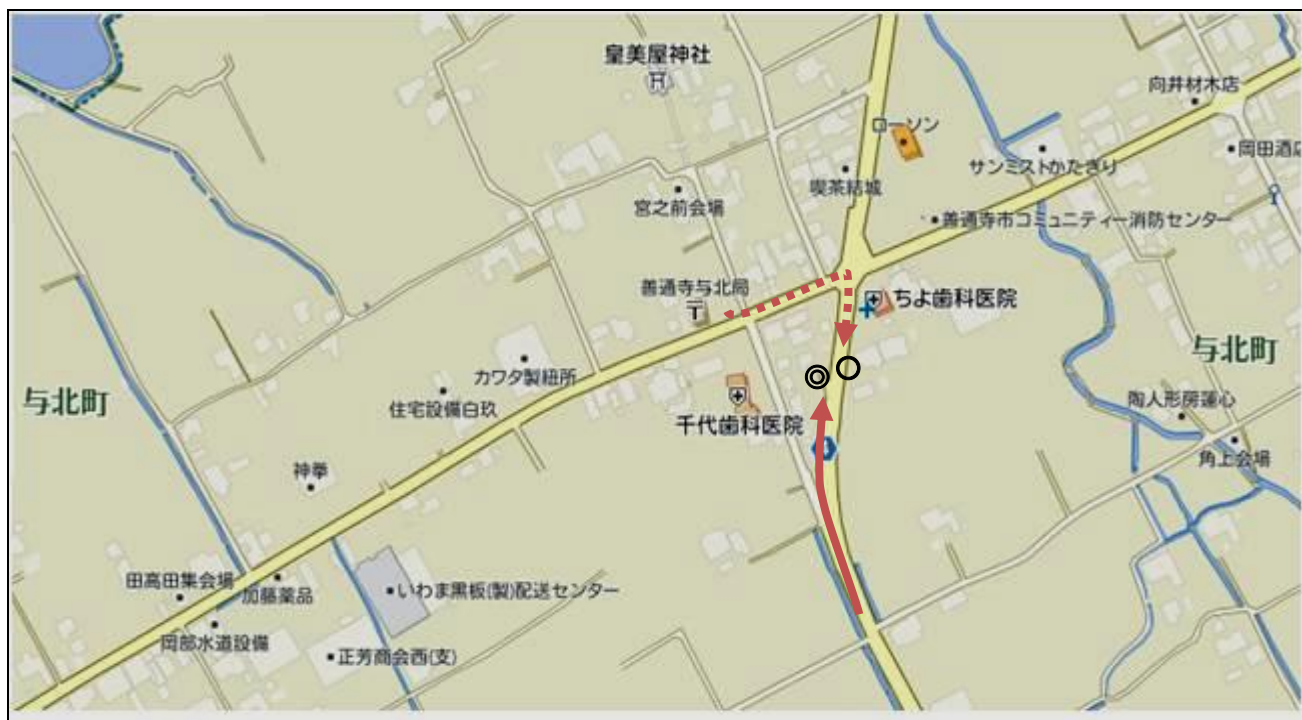 皇美屋神社
向井材木店
ローソン
岡田酒店
サンミストかたぎり
喫茶結城
宮之前会場
善通寺市コミュニティー消防センター
善通寺与北局
ちよ歯科医院
与北町
カワタ製紐所
与北町
住宅設備白玖
陶人形房蓮心
千代歯科医院
角上会場
神拳
田高田集会場
加藤薬品
いわま黒板(製)配送センター
岡部水道設備
正芳商会西(支)